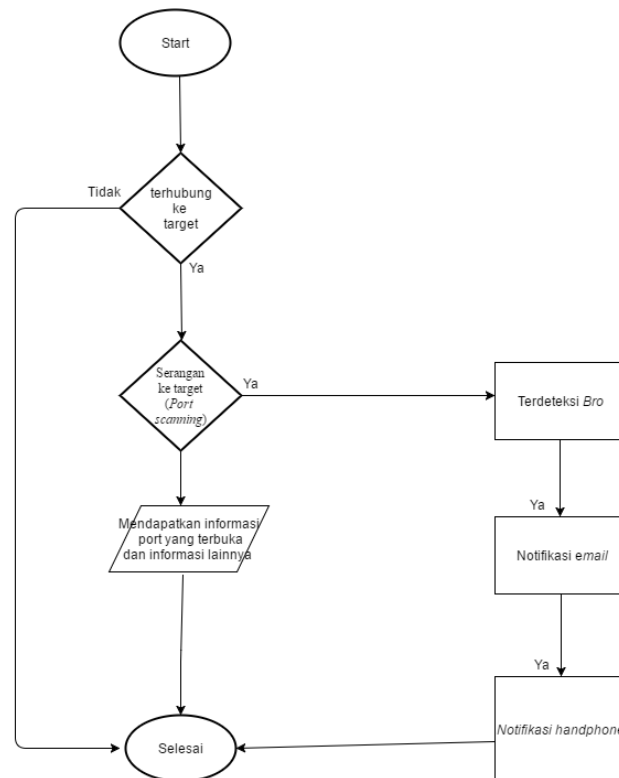 Start
Tidak
terhubung
ke
target
Ya
Serangan
ke target
(Port
scanning)
Ya
Terdeteksi Bro
Mendapatkan informasi
port yang terbuka
dan informasi lainnya
Ya
Notifikasi email
Ya
Notifikasi handphone
Selesai